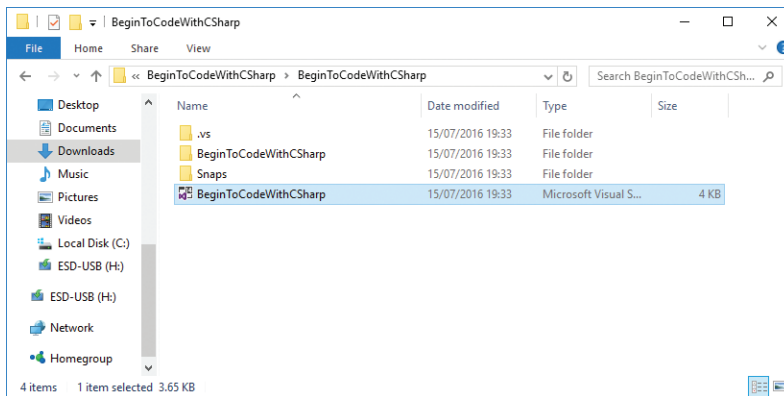 BeginToCodeWithCSharp
File Home Share View
« BeginToCodeWithCSharp › BeginToCodeWithCSharp Search BeginToCodeWithCSh...
Name Date modified Type Size
Desktop
Documents
Downloads
Music
Pictures
Videos
Local Disk (C:)
ESD-USB (H:)
ESD-USB (H:)
Network
Homegroup
.vs 15/07/2016 19:33 File folder
BeginToCodeWithCSharp 15/07/2016 19:33 File folder
Snaps 15/07/2016 19:33 File folder
BeginToCodeWithCSharp 15/07/2016 19:33 Microsoft Visual S... 4 KB
4 items 1 item selected 3.65 KB